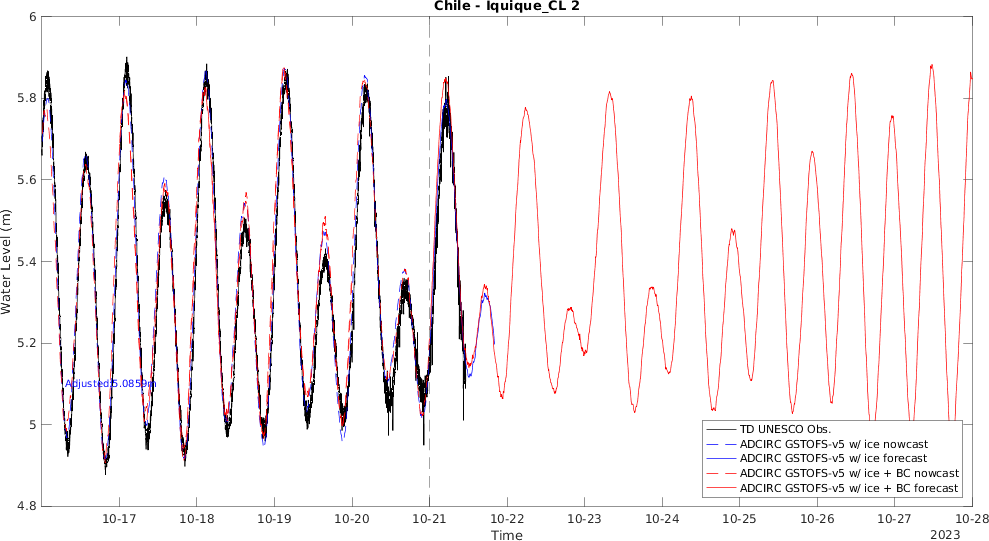 Chile - Iquique_CL 2
6
5.8
5.6
5.4
5.2
5
4.8
Water Level (m)
Adjusted:5.0859m
TD UNESCO Obs.
ADCIRC GSTOFS-v5 w/ ice nowcast
ADCIRC GSTOFS-v5 w/ ice forecast
ADCIRC GSTOFS-v5 w/ ice + BC nowcast
ADCIRC GSTOFS-v5 w/ ice + BC forecast
10-17 10-18 10-19 10-20 10-21 10-22 10-23 10-24 10-25 10-26 10-27 10-28
Time
2023